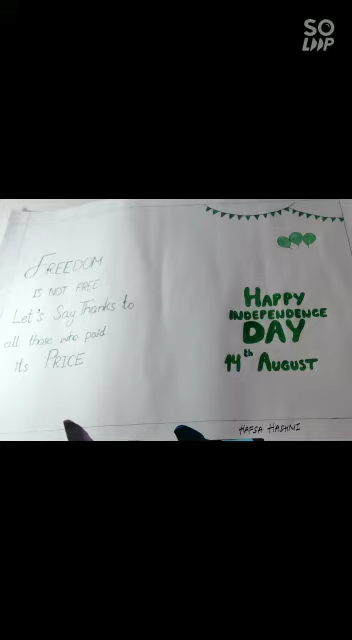 SO
LOOP
FREEDOM
IS NOT FREE
Let's Say Thanks to
all those who paid
its PRICE
HAPPY
INDEPENDENCE
DAY
14th AUGUST
HAFSA HASHMI